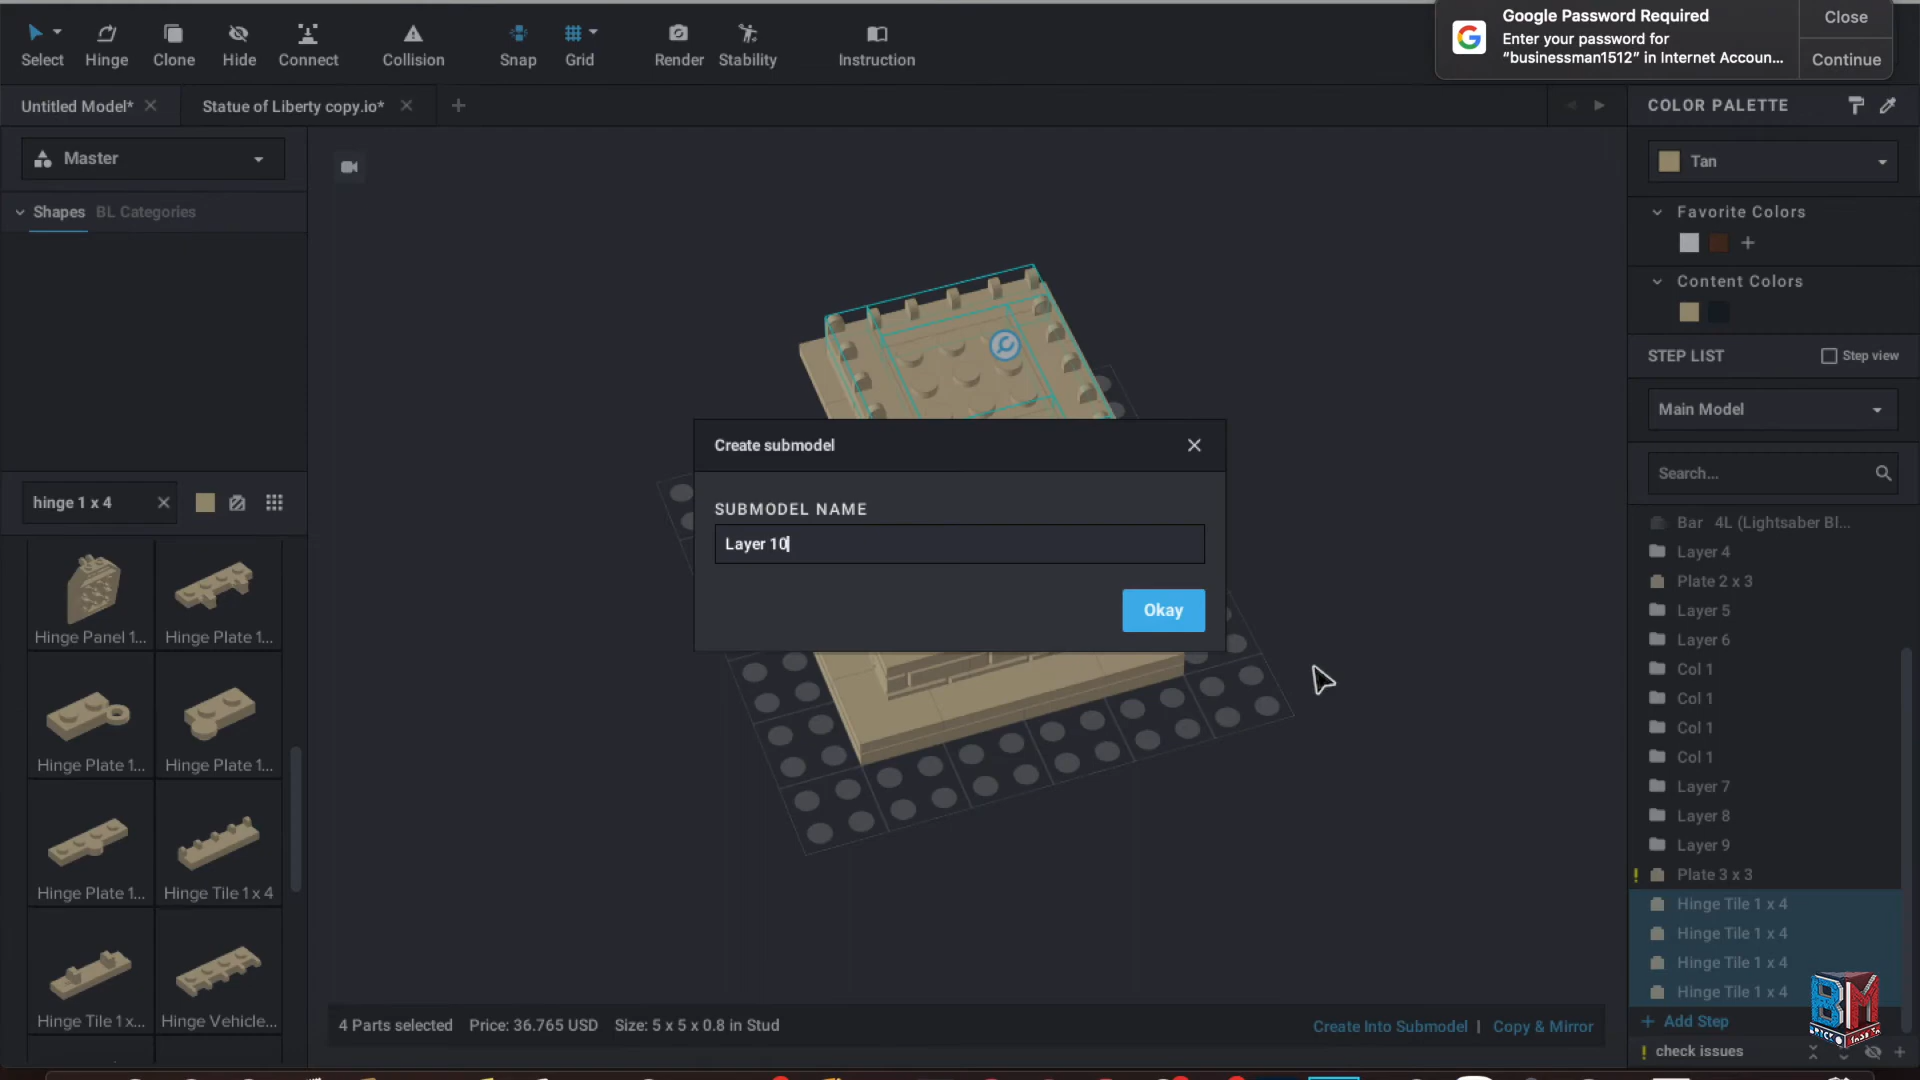 Select
Hinge
Clone
Hide
Connect
Collision
Snap
Grid
Render
Stability
Instruction
Google Password Required
Enter your password for
“businessman1512” in Internet Accoun...
Close
Continue
Untitled Model*
Statue of Liberty copy.io*
COLOR PALETTE
Master
Tan
Shapes
BL Categories
Favorite Colors
Content Colors
STEP LIST
Step view
Main Model
Search...
Create submodel
SUBMODEL NAME
Layer 10
Okay
hinge 1 x 4
Hinge Panel 1...
Hinge Plate 1...
Hinge Plate 1...
Hinge Plate 1...
Hinge Plate 1...
Hinge Tile 1 x 4
Hinge Tile 1x...
Hinge Vehicle...
Bar 4L (Lightsaber Bl...
Layer 4
Plate 2 x 3
Layer 5
Layer 6
Col 1
Col 1
Col 1
Col 1
Layer 7
Layer 8
Layer 9
Plate 3 x 3
Hinge Tile 1 x 4
Hinge Tile 1 x 4
Hinge Tile 1 x 4
Hinge Tile 1 x 4
Add Step
check issues
4 Parts selected
Price: 36.765 USD
Size: 5 x 5 x 0.8 in Stud
Create Into Submodel | Copy & Mirror
BM